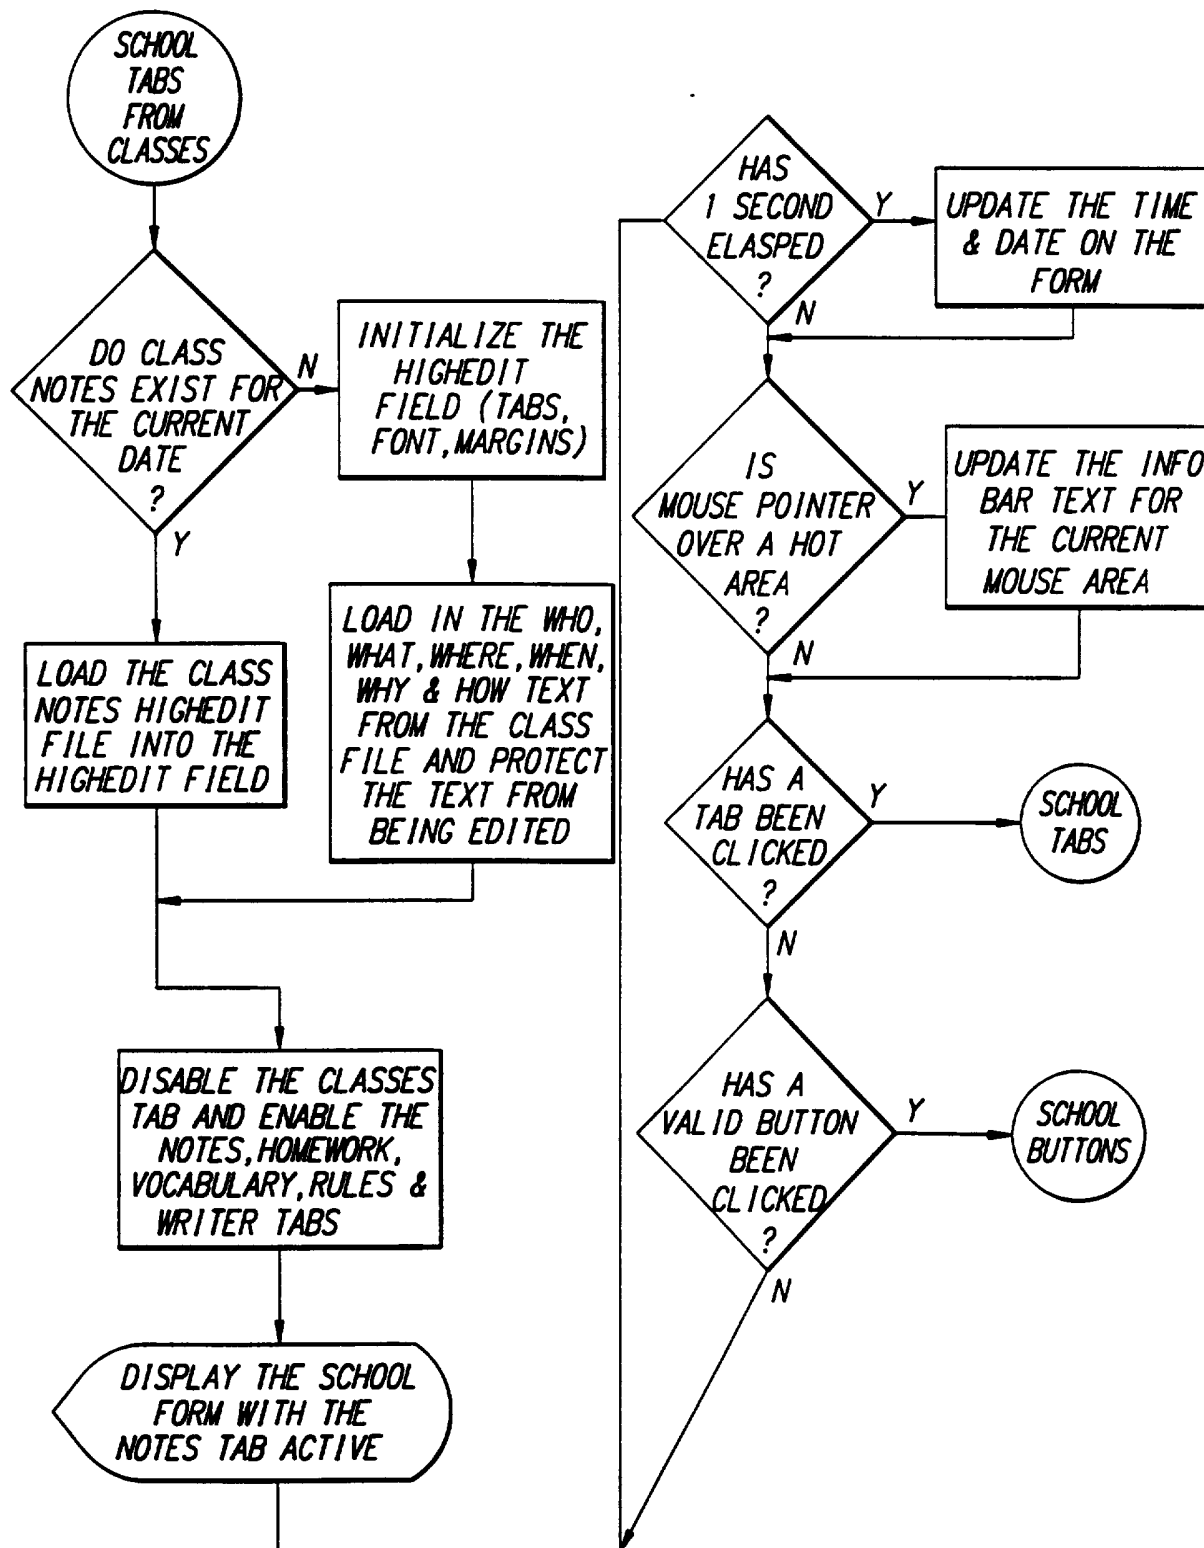 SCHOOL
TABS
FROM
CLASSES
DO CLASS
NOTES EXIST FOR
THE CURRENT
DATE
?
N
Y
INITIALIZE THE
HIGHEDIT
FIELD (TABS,
FONT, MARGINS)
LOAD THE CLASS
NOTES HIGHEDIT
FILE INTO THE
HIGHEDIT FIELD
LOAD IN THE WHO,
WHAT, WHERE, WHEN,
WHY & HOW TEXT
FROM THE CLASS
FILE AND PROTECT
THE TEXT FROM
BEING EDITED
DISABLE THE CLASSES
TAB AND ENABLE THE
NOTES, HOMEWORK,
VOCABULARY, RULES &
WRITER TABS
DISPLAY THE SCHOOL
FORM WITH THE
NOTES TAB ACTIVE
HAS
1 SECOND
ELASPED
?
Y
N
UPDATE THE TIME
& DATE ON THE
FORM
IS
MOUSE POINTER
OVER A HOT
AREA
?
Y
N
UPDATE THE INFO
BAR TEXT FOR
THE CURRENT
MOUSE AREA
HAS A
TAB BEEN
CLICKED
?
Y
N
SCHOOL
TABS
HAS A
VALID BUTTON
BEEN
CLICKED
?
Y
N
SCHOOL
BUTTONS